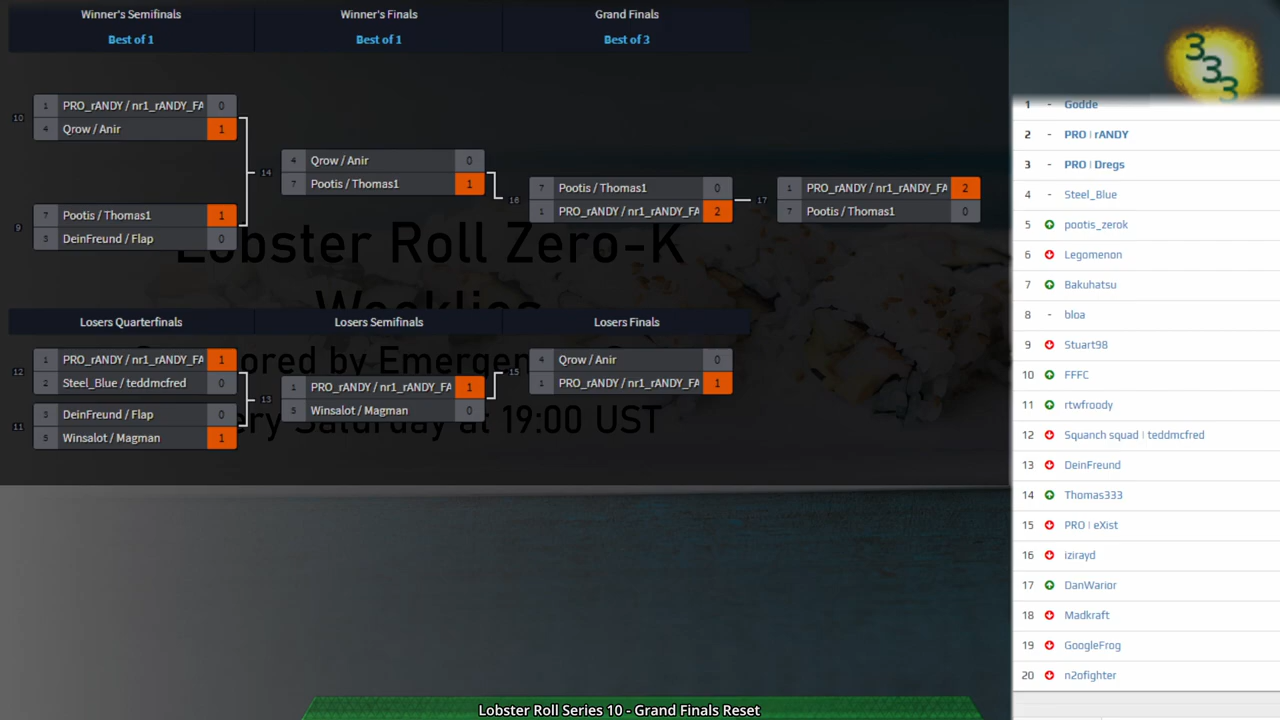 Winner's Semifinals
Best of 1
Winner's Finals
Best of 1
Grand Finals
Best of 3
10
1 PRO_rANDY / nr1_rANDY_FA 0
4 Qrow / Anir 1
9
7 Pootis / Thomas1 1
3 DeinFreund / Flap 0
14
4 Qrow / Anir 0
7 Pootis / Thomas1 1
16
7 Pootis / Thomas1 0
1 PRO_rANDY / nr1_rANDY_FA 2
17
1 PRO_rANDY / nr1_rANDY_FA 2
7 Pootis / Thomas1 0
Lobster Roll Zero-K
Weeklies
ored by Emergen
ery Saturday at 19:00 UST
Losers Quarterfinals
Losers Semifinals
Losers Finals
12
1 PRO_rANDY / nr1_rANDY_FA 1
2 Steel_Blue / teddmcfred 0
11
3 DeinFreund / Flap 0
5 Winsalot / Magman 1
13
1 PRO_rANDY / nr1_rANDY_FA 1
5 Winsalot / Magman 0
15
4 Qrow / Anir 0
1 PRO_rANDY / nr1_rANDY_FA 1
3
3
3
1 - Godde
2 - PRO | rANDY
3 - PRO | Dregs
4 - Steel_Blue
5 pootis_zerok
6 Legomenon
7 Bakuhatsu
8 - bloa
9 Stuart98
10 FFFC
11 rtwfroody
12 Squanch squad | teddmcfred
13 DeinFreund
14 Thomas333
15 PRO | eXist
16 izirayd
17 DanWarior
18 Madkraft
19 GoogleFrog
20 n2ofighter
Lobster Roll Series 10 - Grand Finals Reset